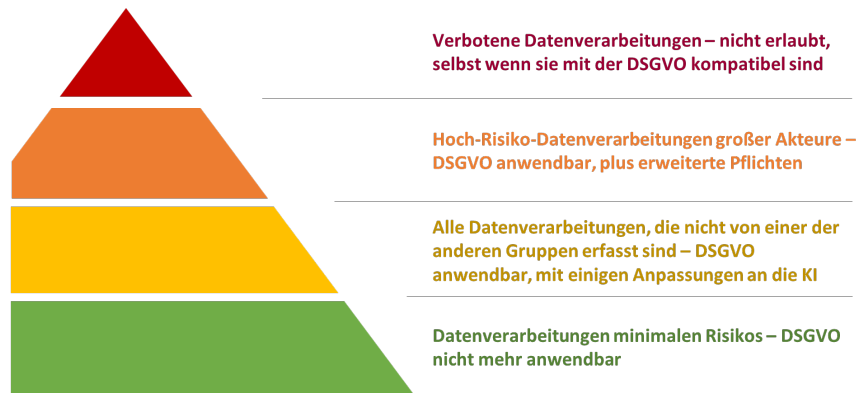 Verbotene Datenverarbeitungen – nicht erlaubt,
selbst wenn sie mit der DSGVO kompatibel sind
Hoch-Risiko-Datenverarbeitungen großer Akteure –
DSGVO anwendbar, plus erweiterte Pflichten
Alle Datenverarbeitungen, die nicht von einer der
anderen Gruppen erfasst sind – DSGVO
anwendbar, mit einigen Anpassungen an die KI
Datenverarbeitungen minimalen Risikos – DSGVO
nicht mehr anwendbar